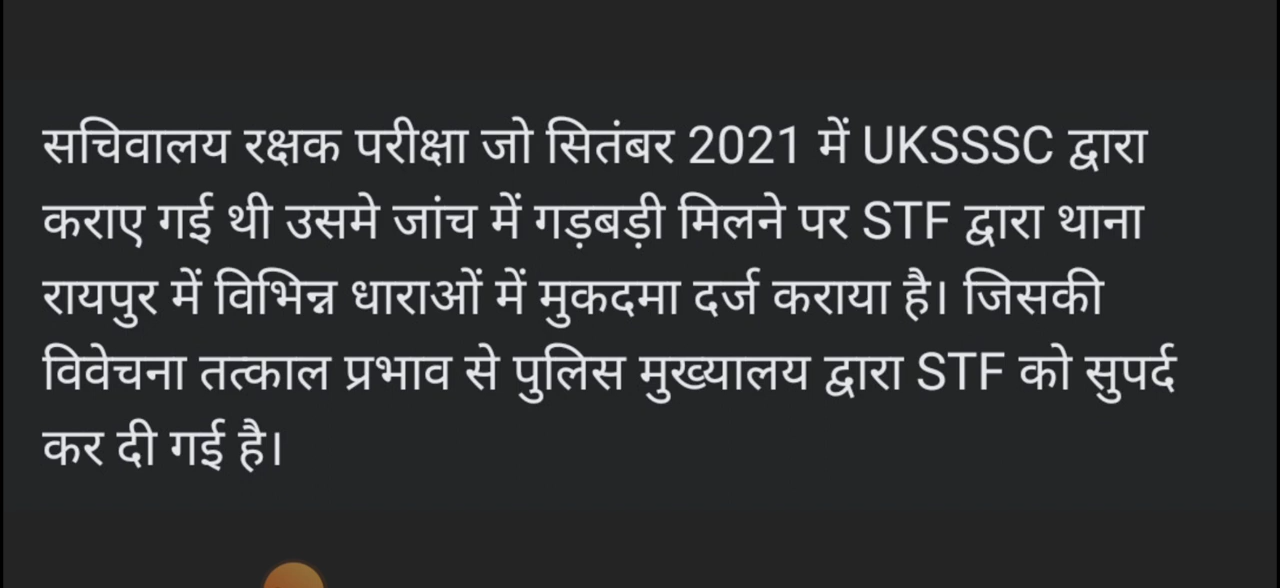 सचिवालय रक्षक परीक्षा जो सितंबर 2021 में UKSSSC द्वारा
कराए गई थी उसमे जांच में गड़बड़ी मिलने पर STF द्वारा थाना
रायपुर में विभिन्न धाराओं में मुकदमा दर्ज कराया है। जिसकी
विवेचना तत्काल प्रभाव से पुलिस मुख्यालय द्वारा STF को सुपर्द
कर दी गई है।